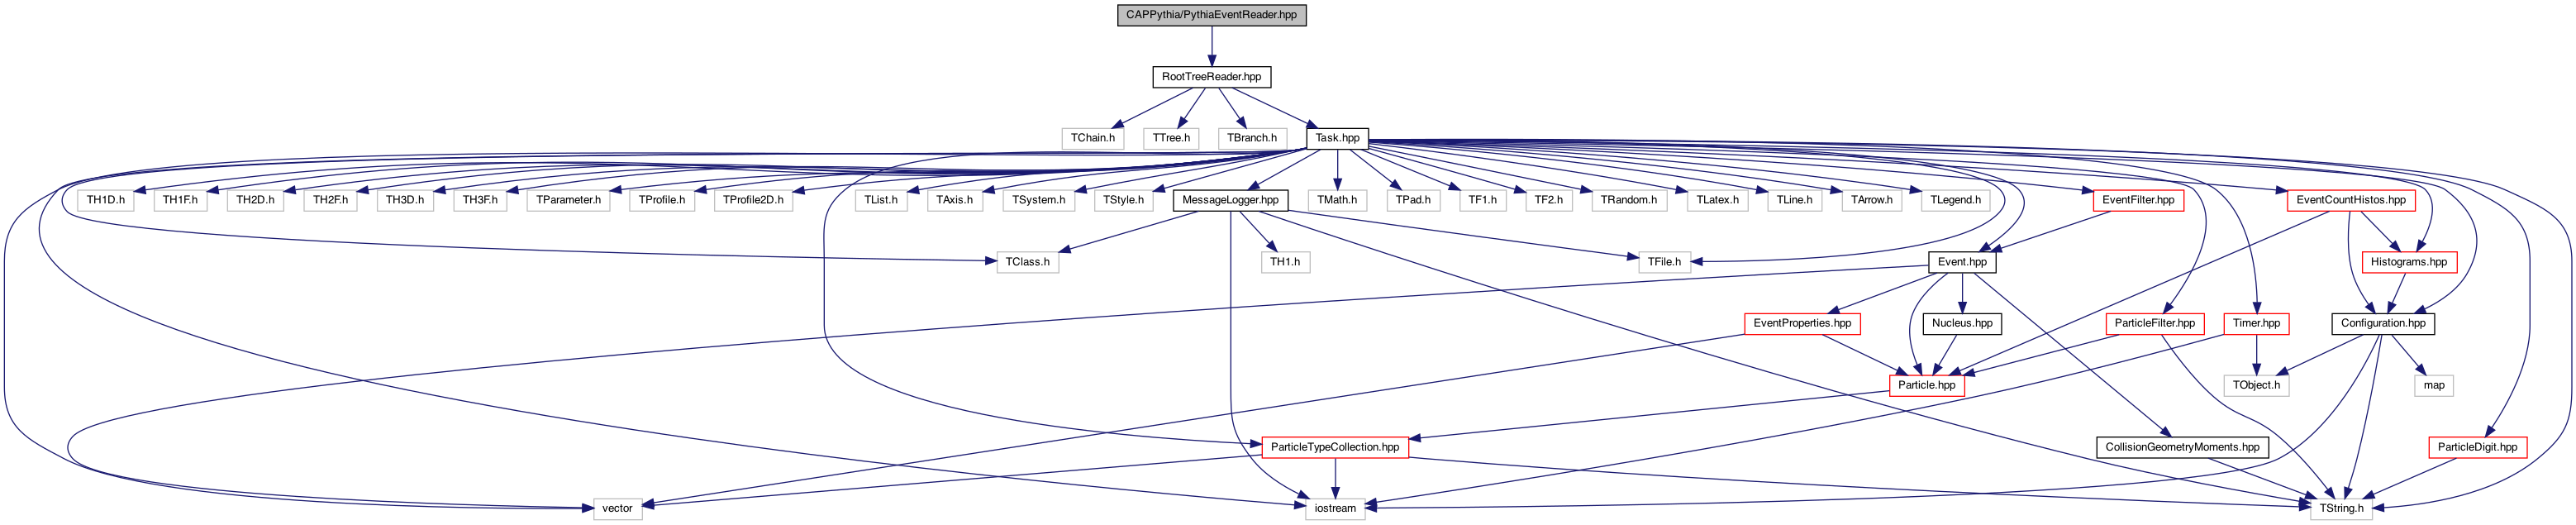 CAPPythia/PythiaEventReader.hpp
RootTreeReader.hpp
TChain.h
TTree.h
TBranch.h
Task.hpp
TH1D.h
TH1F.h
TH2D.h
TH2F.h
TH3D.h
TH3F.h
TParameter.h
TProfile.h
TProfile2D.h
TList.h
TAxis.h
TSystem.h
TStyle.h
MessageLogger.hpp
TMath.h
TPad.h
TF1.h
TF2.h
TRandom.h
TLatex.h
TLine.h
TArrow.h
TLegend.h
EventFilter.hpp
EventCountHistos.hpp
TClass.h
TH1.h
TFile.h
Event.hpp
Histograms.hpp
EventProperties.hpp
Nucleus.hpp
ParticleFilter.hpp
Timer.hpp
Configuration.hpp
Particle.hpp
TObject.h
map
ParticleTypeCollection.hpp
CollisionGeometryMoments.hpp
ParticleDigit.hpp
vector
iostream
TString.h